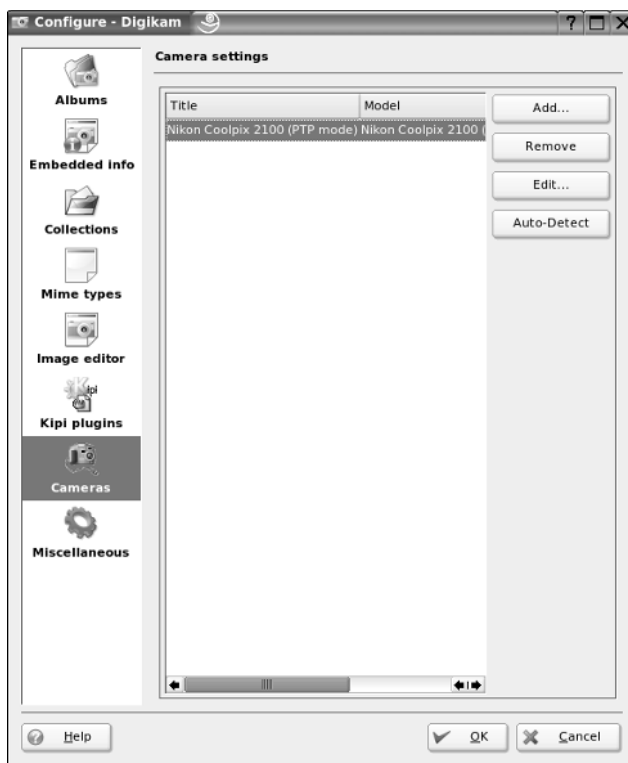 Configure - Digikam
Albums
Embedded info
Collections
Mime types
Image editor
Kipi plugins
Cameras
Miscellaneous
Camera settings
Title Model
Nikon Coolpix 2100 (PTP mode) Nikon Coolpix 2100 (
Add...
Remove
Edit...
Auto-Detect
Help OK Cancel